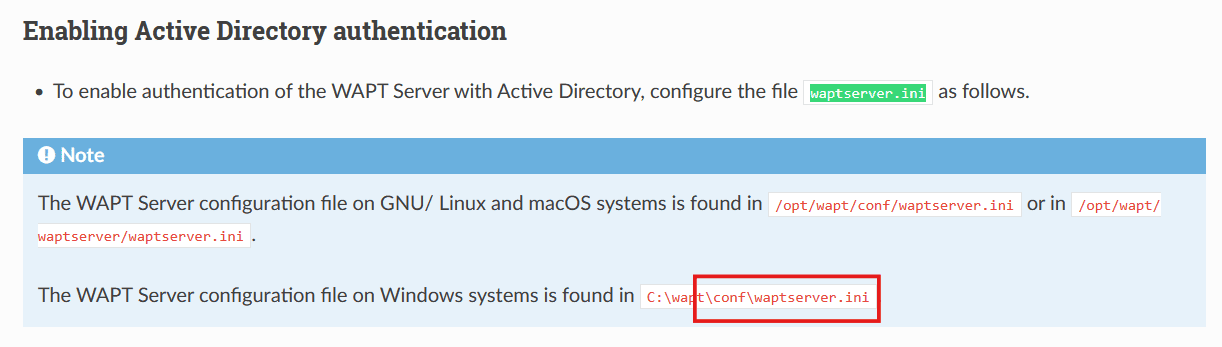 Enabling Active Directory authentication
• To enable authentication of the WAPT Server with Active Directory, configure the file waptserver.ini as follows.
Note
The WAPT Server configuration file on GNU/ Linux and macOS systems is found in /opt/wapt/conf/waptserver.ini or in /opt/wapt/
waptserver/waptserver.ini .
The WAPT Server configuration file on Windows systems is found in C:\wapt\conf\waptserver.ini